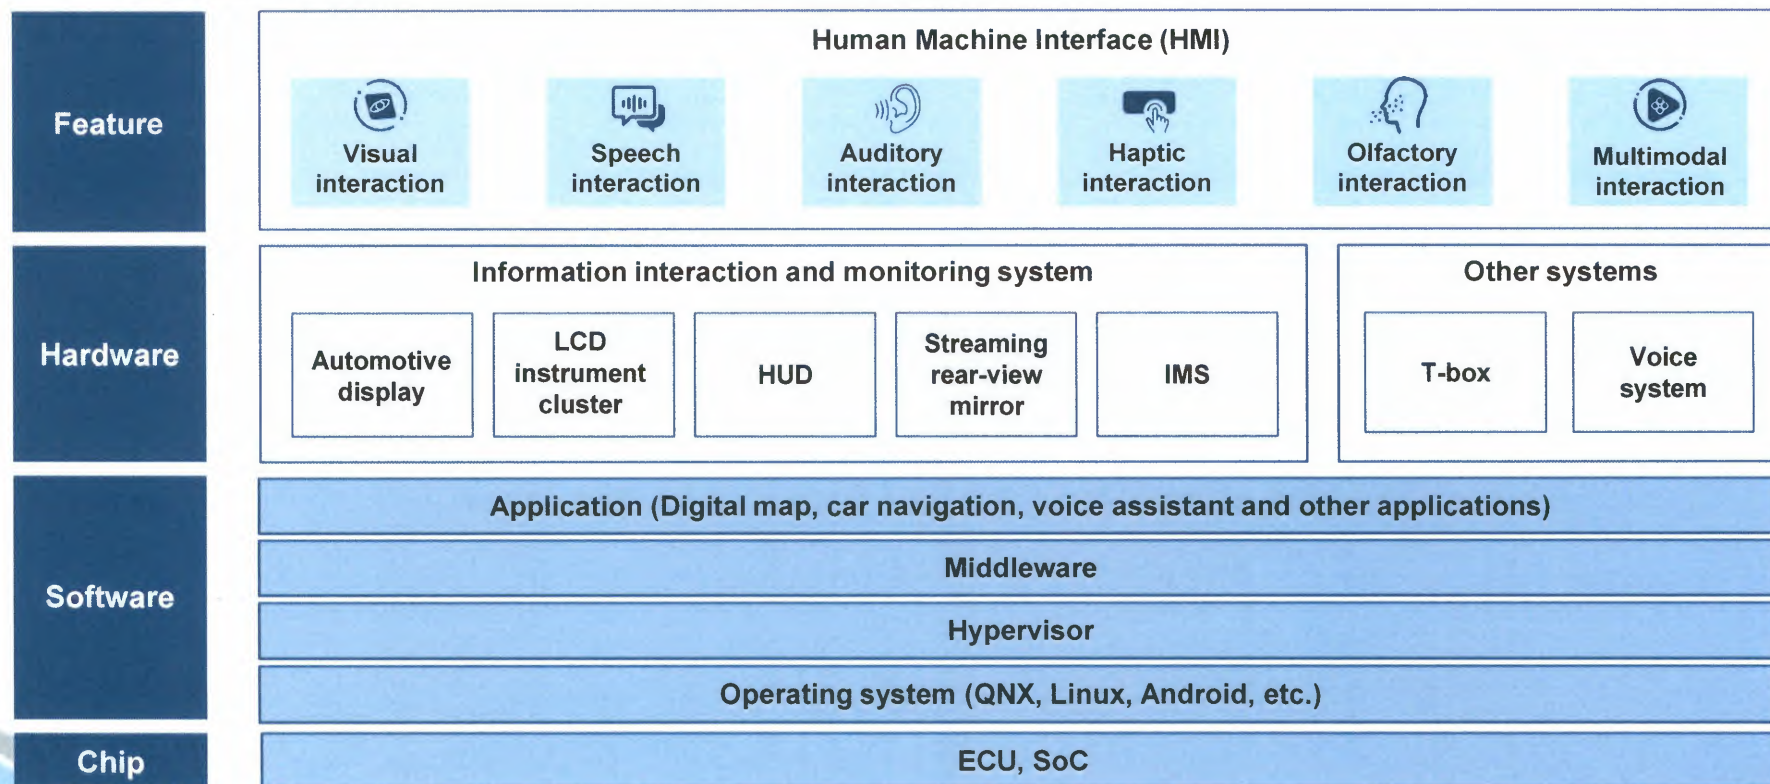 Feature
Human Machine Interface (HMI)
Visual
interaction
Speech
interaction
Auditory
interaction
Haptic
interaction
Olfactory
interaction
Multimodal
interaction
Hardware
Information interaction and monitoring system
Automotive
display
LCD
instrument
cluster
HUD
Streaming
rear-view
mirror
IMS
Other systems
T-box
Voice
system
Software
Application (Digital map, car navigation, voice assistant and other applications)
Middleware
Hypervisor
Operating system (QNX, Linux, Android, etc.)
Chip
ECU, SoC